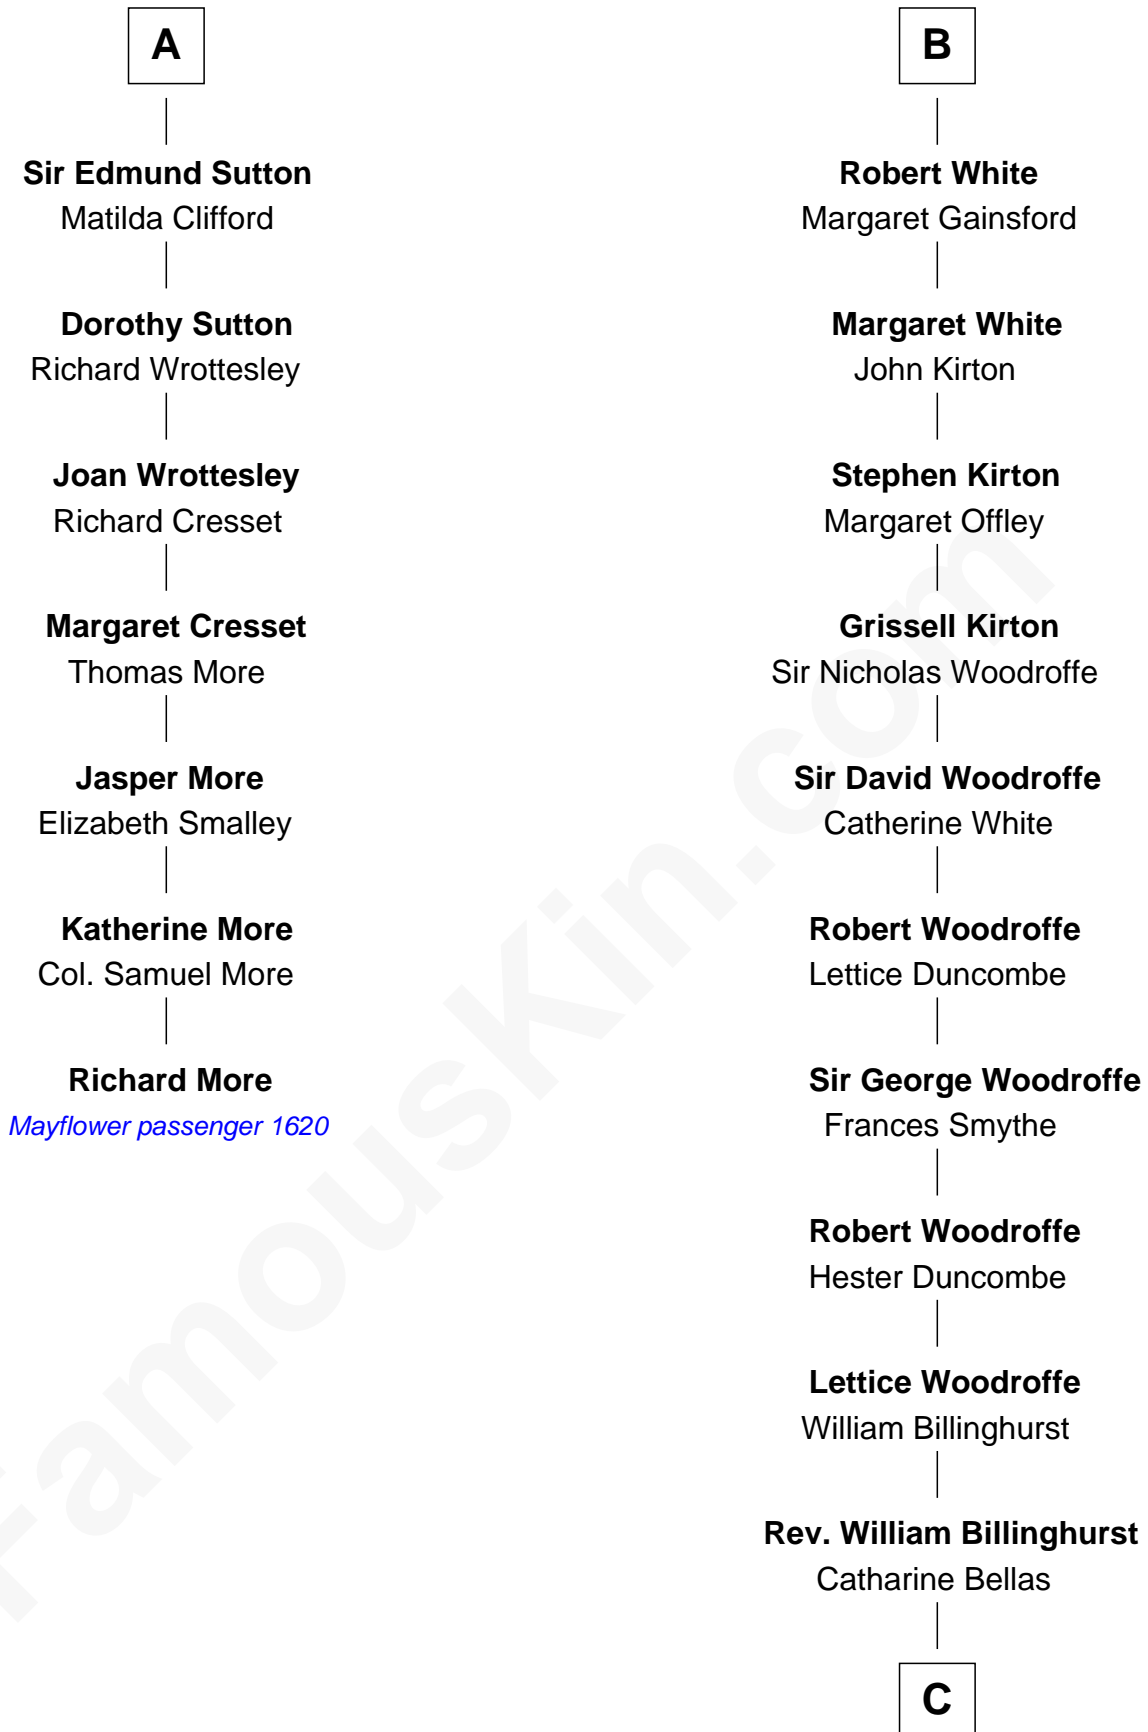 A
Sir Edmund Sutton
Matilda Clifford
Dorothy Sutton
Richard Wrottesley
Joan Wrottesley
Richard Cresset
Margaret Cresset
Thomas More
Jasper More
Elizabeth Smalley
Katherine More
Col. Samuel More
Richard More
Mayflower passenger 1620
B
Robert White
Margaret Gainsford
Margaret White
John Kirton
Stephen Kirton
Margaret Offley
Grissell Kirton
Sir Nicholas Woodroffe
Sir David Woodroffe
Catherine White
Robert Woodroffe
Lettice Duncombe
Sir George Woodroffe
Frances Smythe
Robert Woodroffe
Hester Duncombe
Lettice Woodroffe
William Billinghurst
Rev. William Billinghurst
Catharine Bellas
C
FamousKin.com